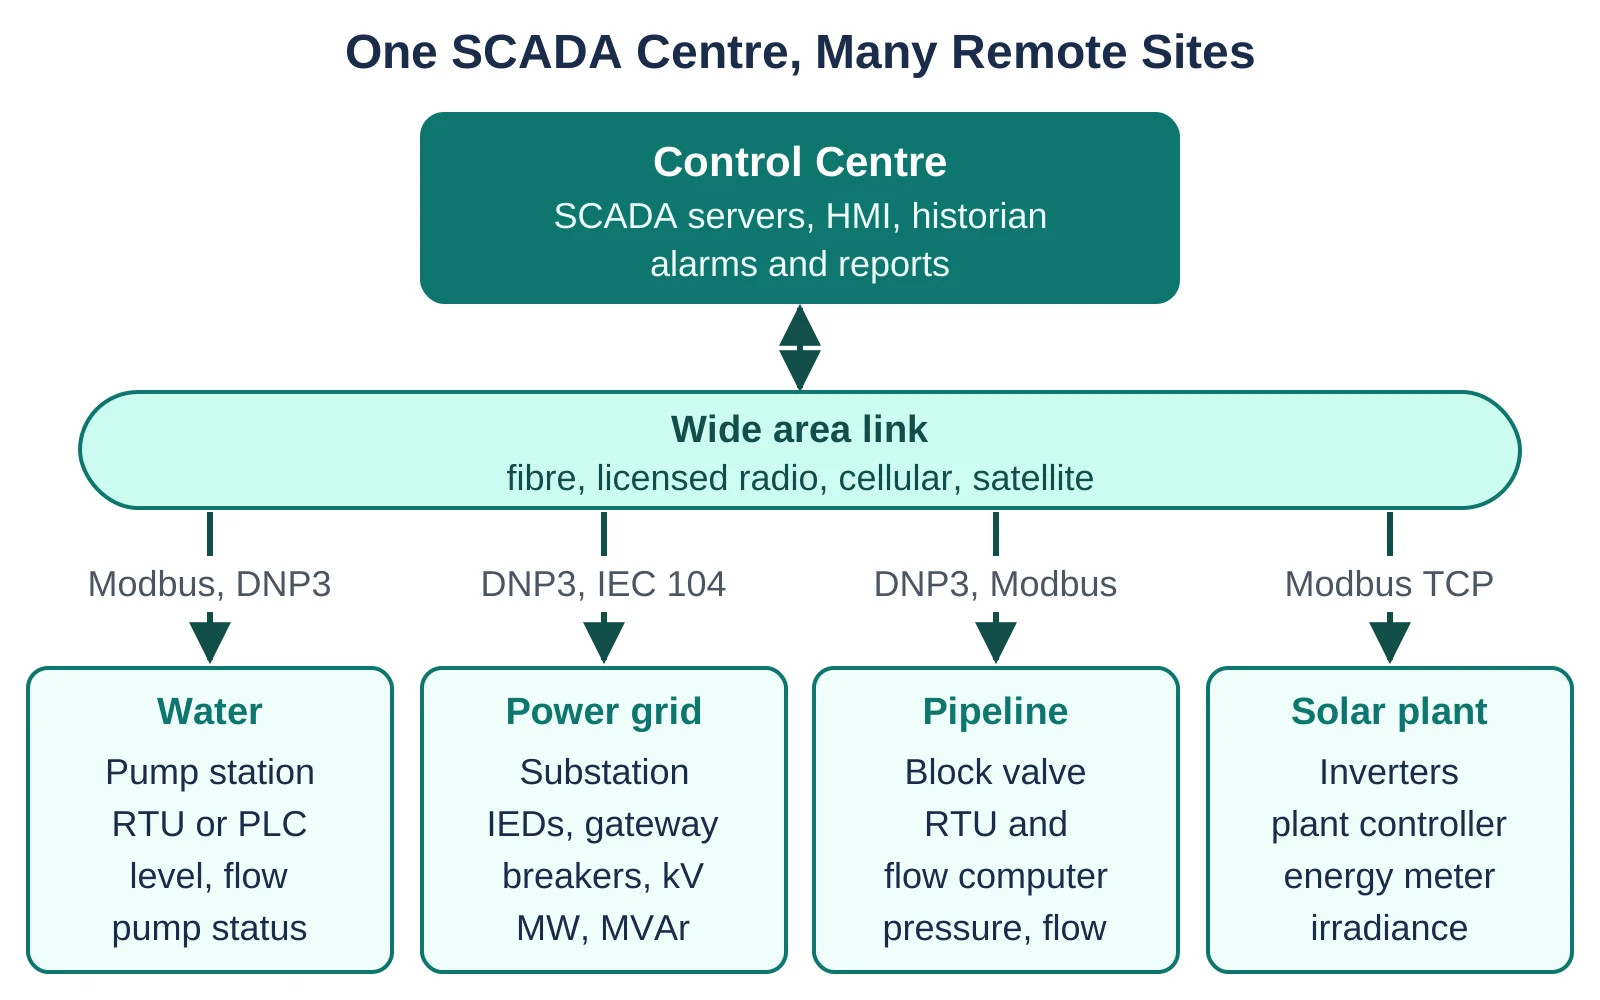 One SCADA Centre, Many Remote Sites
Control Centre
SCADA servers, HMI, historian
alarms and reports
Wide area link
fibre, licensed radio, cellular, satellite
Modbus, DNP3
DNP3, IEC 104
DNP3, Modbus
Modbus TCP
Water
Pump station
RTU or PLC
level, flow
pump status
Power grid
Substation
IEDs, gateway
breakers, kV
MW, MVAr
Pipeline
Block valve
RTU and
flow computer
pressure, flow
Solar plant
Inverters
plant controller
energy meter
irradiance